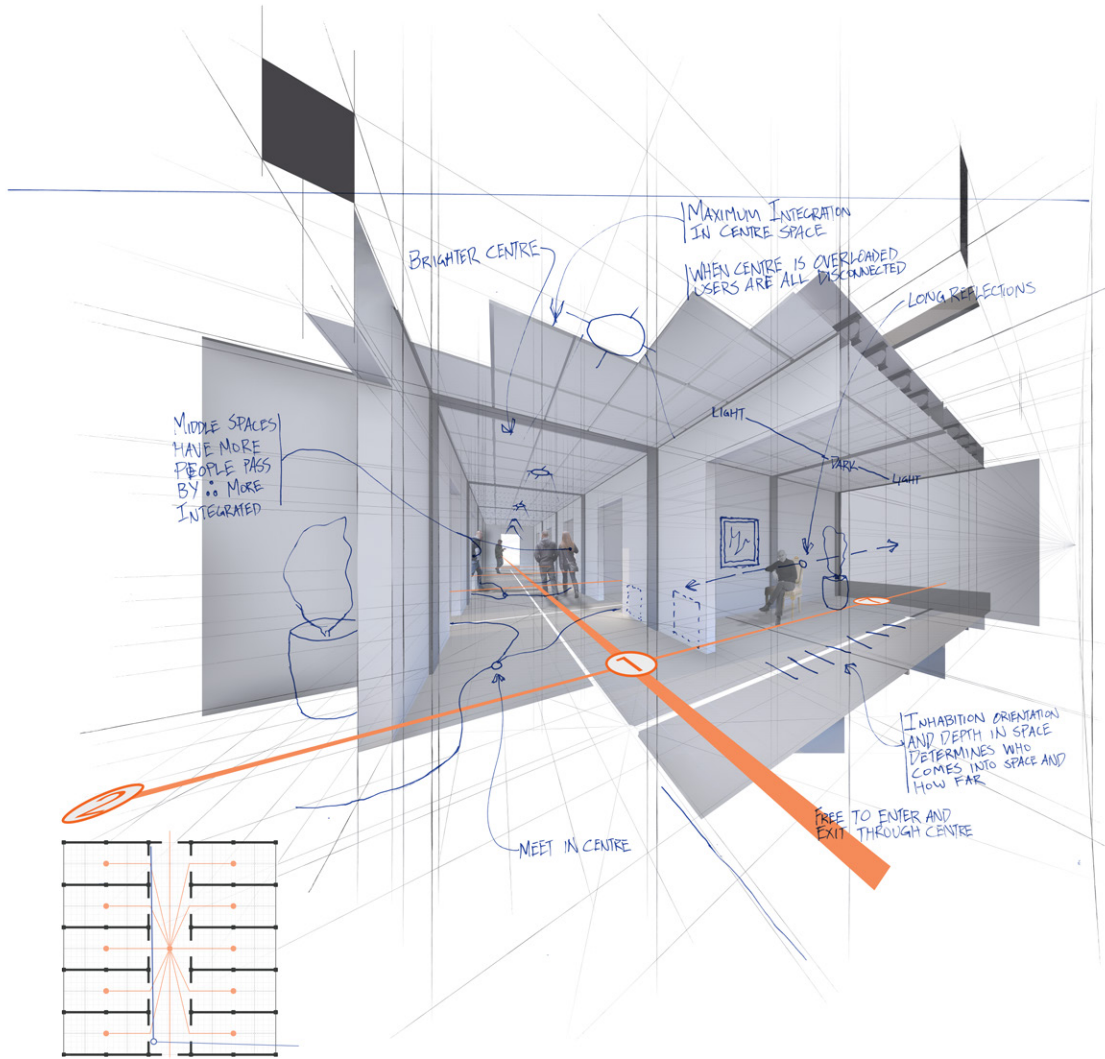 MAXIMUM INTEGRATION
IN CENTRE SPACE
BRIGHTER CENTRE
WHEN CENTRE IS OVERLOADED
USERS ARE ALL DISCONNECTED
LONG REFLECTIONS
MIDDLE SPACES
HAVE MORE
PEOPLE PASS
BY ∴ MORE
INTEGRATED
LIGHT
DARK
LIGHT
1
1
2
INHABITION ORIENTATION
AND DEPTH IN SPACE
DETERMINES WHO
COMES INTO SPACE AND
HOW FAR
FREE TO ENTER AND
EXIT THROUGH CENTRE
MEET IN CENTRE